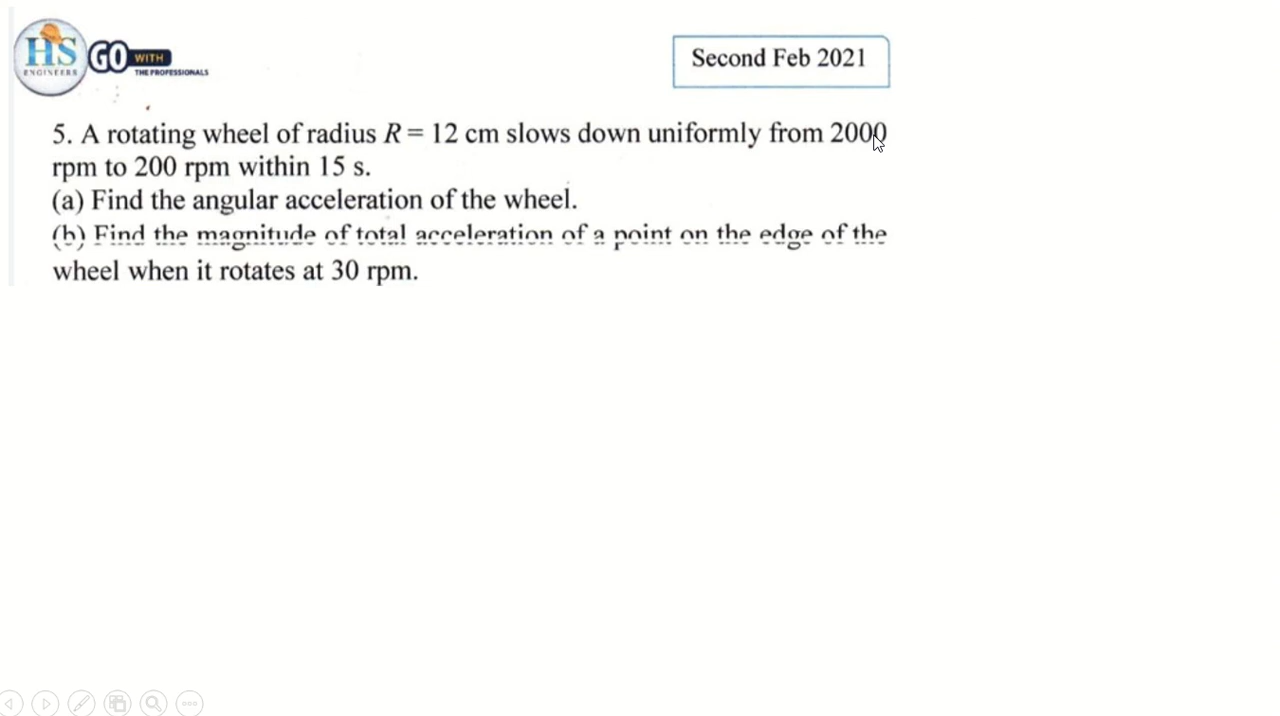 HS
ENGINEERS
GO WITH
THE PROFESSIONALS
Second Feb 2021
5. A rotating wheel of radius R = 12 cm slows down uniformly from 2000
rpm to 200 rpm within 15 s.
(a) Find the angular acceleration of the wheel.
(b) Find the magnitude of total acceleration of a point on the edge of the
wheel when it rotates at 30 rpm.